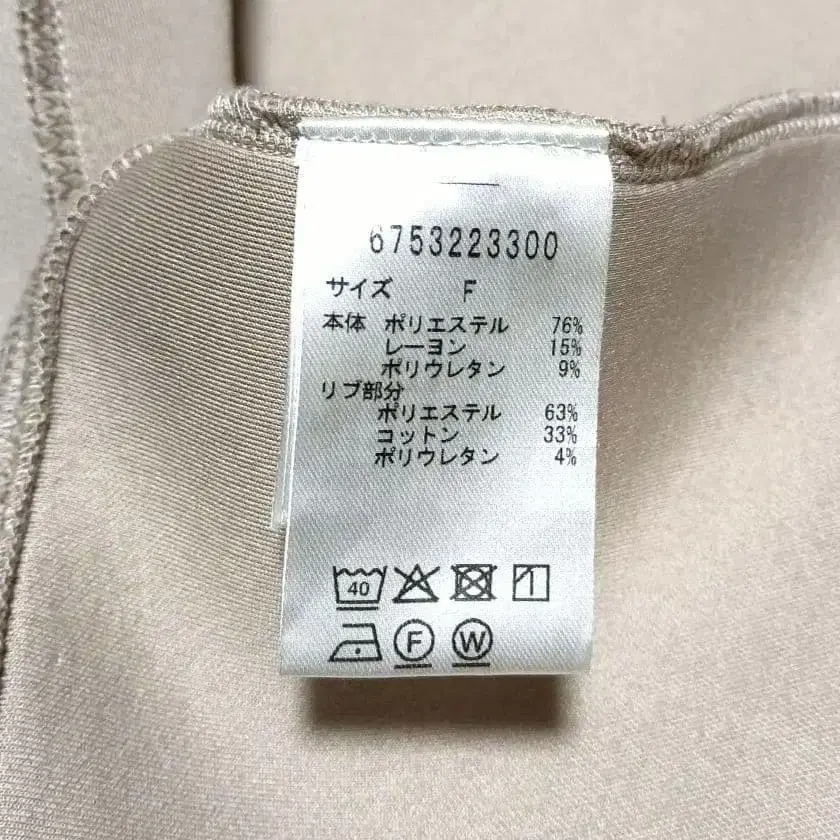 6753223300
サイズ F
本体 ポリエステル 76%
レーヨン 15%
ポリウレタン 9%
リブ部分
ポリエステル 63%
コットン 33%
ポリウレタン 4%
40
F W